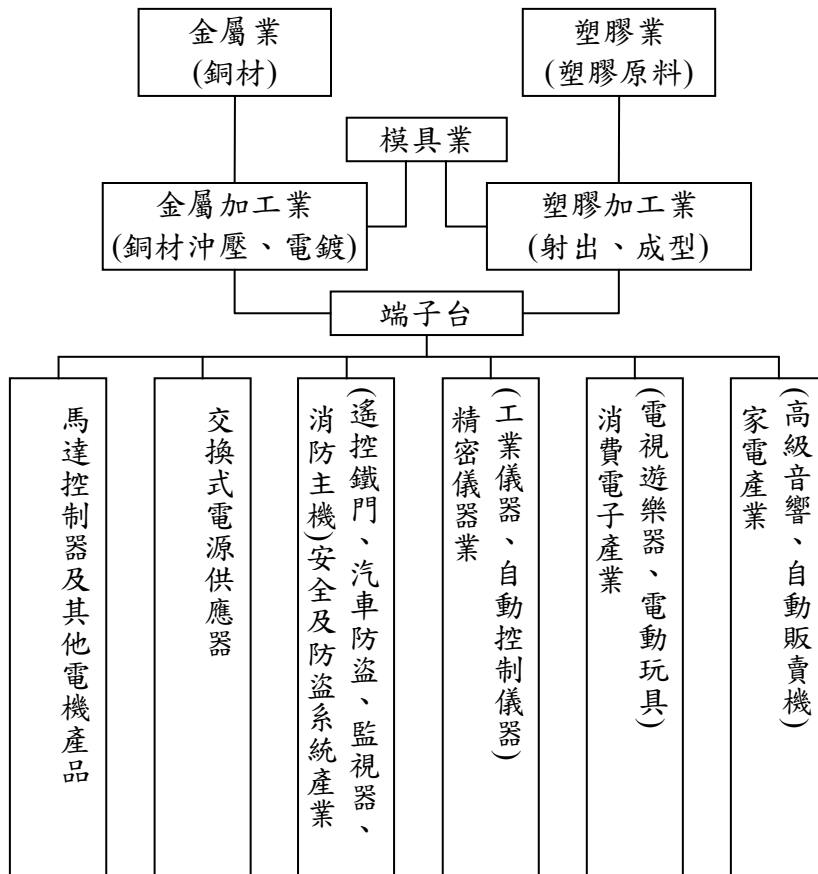 金屬業
(銅材)
塑膠業
(塑膠原料)
模具業
金屬加工業
(銅材沖壓、電鍍)
塑膠加工業
(射出、成型)
端子台
馬達控制器及其他電機產品
交換式電源供應器
(遙控鐵門、汽車防盜、監視器、
消防主機)安全及防盜系統產業
(工業儀器、自動控制儀器)
精密儀器業
(電視遊樂器、電動玩具)
消費電子產業
(高級音響、自動販賣機)
家電產業